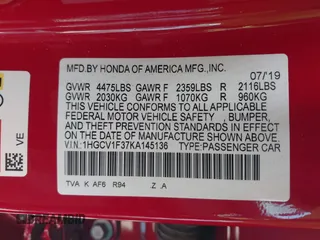 MFD.BY HONDA OF AMERICA MFG.,INC.
07/19
GVWR 4475LBS GAWR F 2359LBS R 2116LBS
GVWR 2030KG GAWR F 1070KG R 960KG
THIS VEHICLE CONFORMS TO ALL APPLICABLE
FEDERAL MOTOR VEHICLE SAFETY , BUMPER,
AND THEFT PREVENTION STANDARDS IN EFFECT
ON THE DATE OF MANUFACTURE SHOWN ABOVE.
V.I.N:1HGCV1F37KA145136 TYPE:PASSENGER CAR
TVA K AF6 R94 Z A
VE